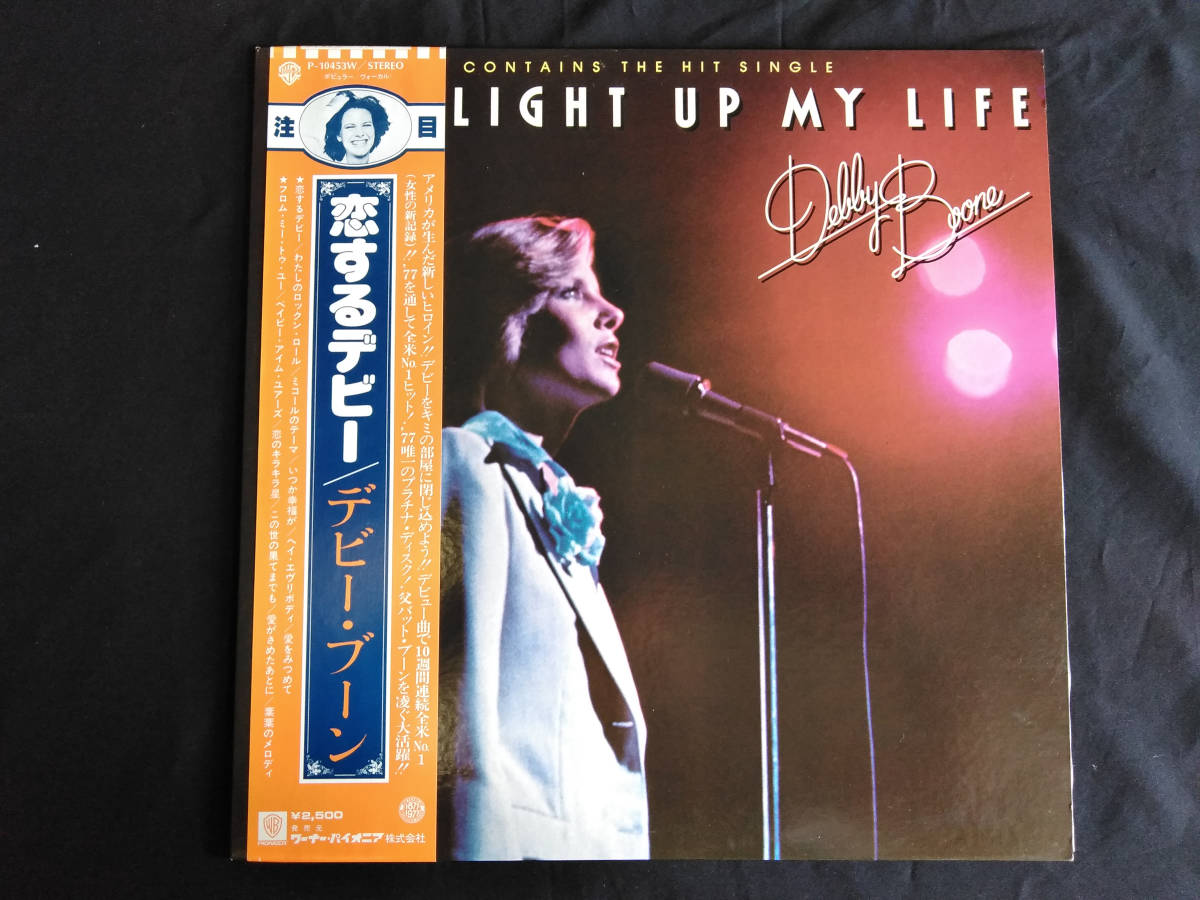 P-10453W/STEREO
ポピュラー ヴォーカル
注目
恋するデビー/デビー・ブーン
アメリカが生んだ新しいヒロイン!! デビーをキミの部屋に閉じ込めよう!! デビュー曲で10週間連続全米No.1
(女性の新記録)!! '77を通して全米No.1ヒット! '77唯一のプラチナ・ディスク! 父パット・ブーンを凌ぐ大活躍!!
★恋するデビー/わたしのロックン・ロール/ミコールのテーマ/いつか幸福が/ヘイ・エヴリボディ/愛をみつめて
★フロム・ミー・トゥ・ユー/ベイビー・アイム・ユアーズ/恋のキラキラ星/この世の果てまでも/愛がさめたあとに/葉葉のメロディ
¥2,500
発売元
ワーナー・パイオニア株式会社
WB
PIONEER
1877
1977
CONTAINS THE HIT SINGLE
LIGHT UP MY LIFE
Debby Boone